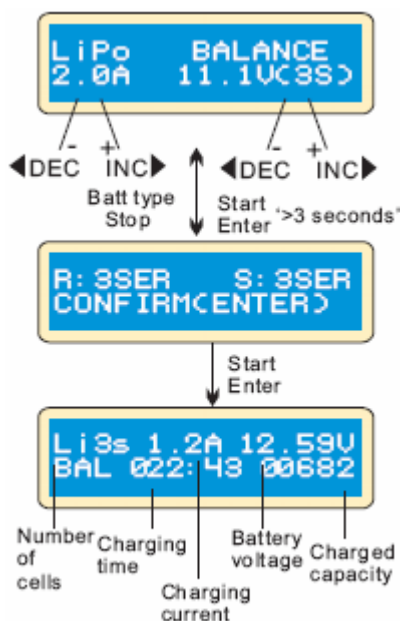 LiPo BALANCE
2.0A 11.1V(3S)
- + - +
◀DEC INC▶ ◀DEC INC▶
Batt type Start
Stop Enter ">3 seconds"
R: 3SER S: 3SER
CONFIRM(ENTER)
Start
Enter
Li3s 1.2A 12.59V
BAL 022:43 00682
Number of cells
Charging time
Charging current
Battery voltage
Charged capacity